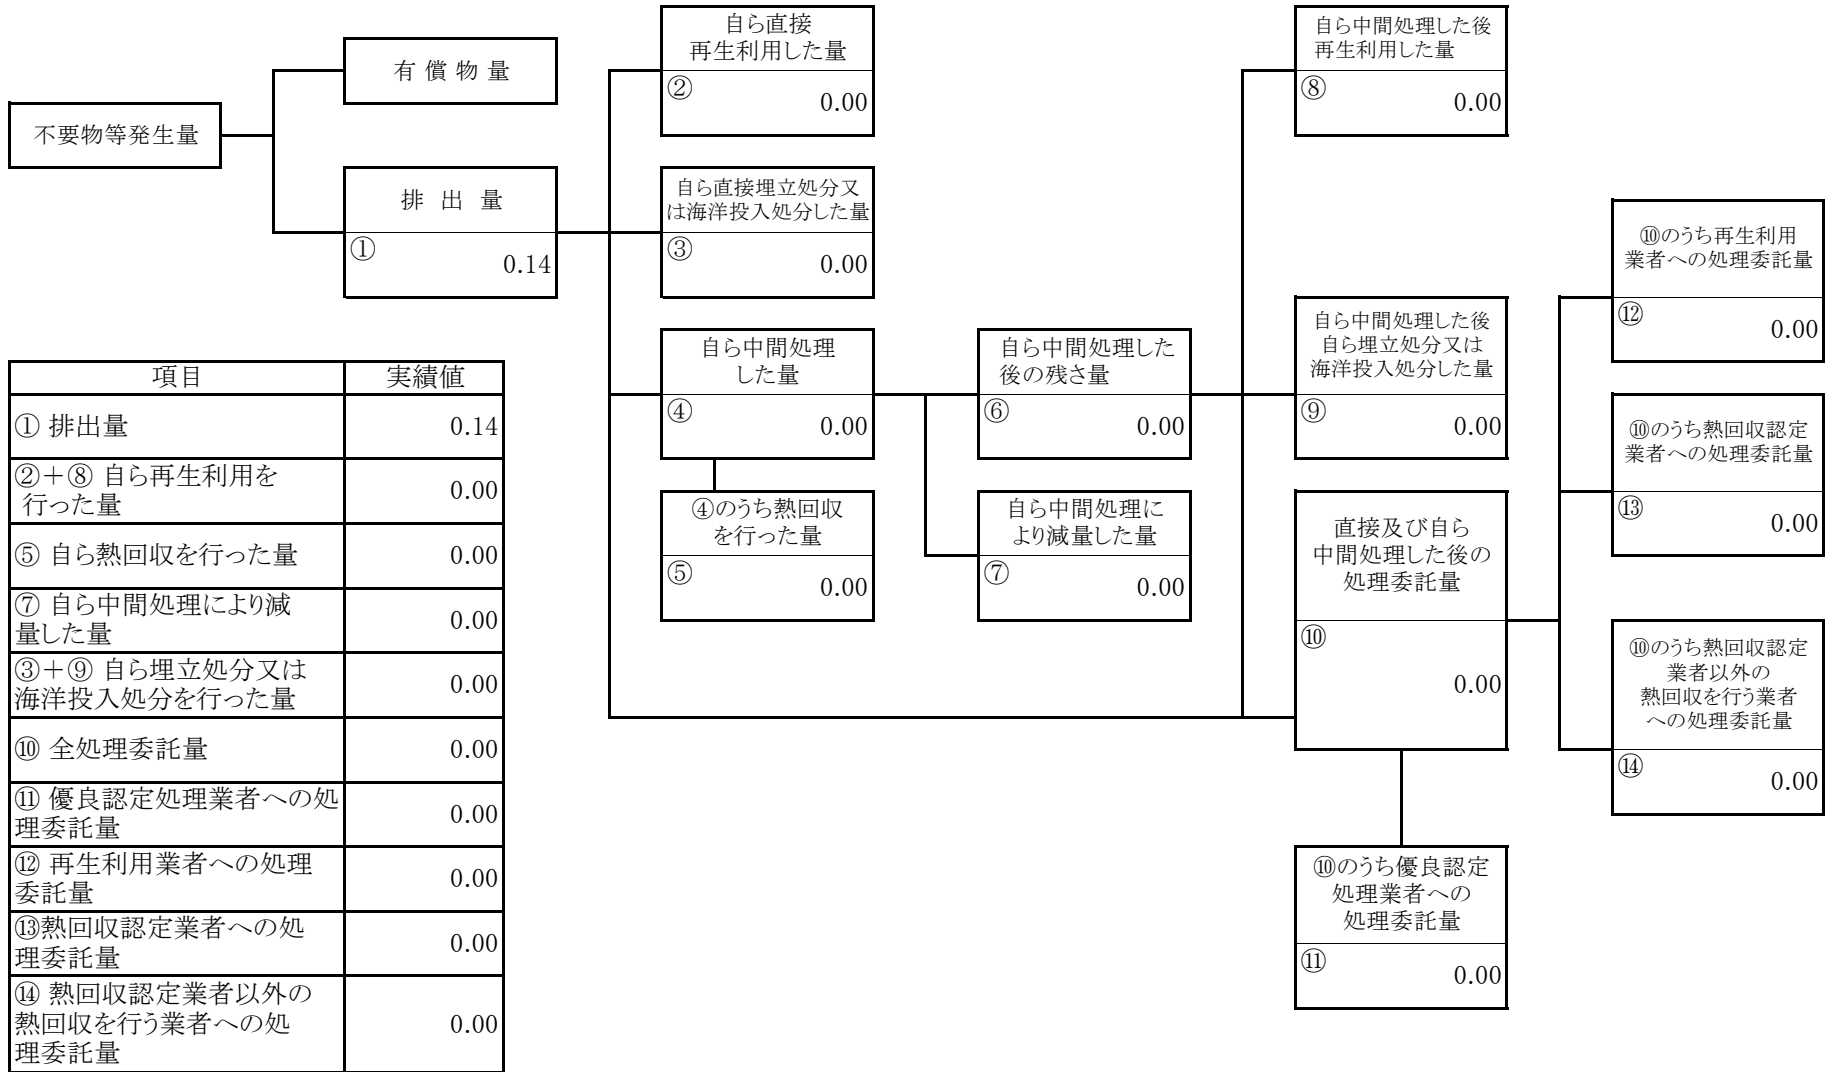 不要物等発生量
有償物量
排出量
①
0.14
自ら直接
再生利用した量
②
0.00
自ら直接埋立処分又
は海洋投入処分した量
③
0.00
自ら中間処理
した量
④
0.00
④のうち熱回収
を行った量
⑤
0.00
自ら中間処理した
後の残さ量
⑥
0.00
自ら中間処理に
より減量した量
⑦
0.00
自ら中間処理した後
再生利用した量
⑧
0.00
自ら中間処理した後
自ら埋立処分又は
海洋投入処分した量
⑨
0.00
直接及び自ら
中間処理した後の
処理委託量
⑩
0.00
⑩のうち優良認定
処理業者への
処理委託量
⑪
0.00
⑩のうち再生利用
業者への処理委託量
⑫
0.00
⑩のうち熱回収認定
業者への処理委託量
⑬
0.00
⑩のうち熱回収認定
業者以外の
熱回収を行う業者
への処理委託量
⑭
0.00
項目 実績値
① 排出量 0.14
②+⑧ 自ら再生利用を
行った量 0.00
⑤ 自ら熱回収を行った量 0.00
⑦ 自ら中間処理により減
量した量 0.00
③+⑨ 自ら埋立処分又は
海洋投入処分を行った量 0.00
⑩ 全処理委託量 0.00
⑪ 優良認定処理業者への処
理委託量 0.00
⑫ 再生利用業者への処理
委託量 0.00
⑬熱回収認定業者への処
理委託量 0.00
⑭ 熱回収認定業者以外の
熱回収を行う業者への処
理委託量 0.00